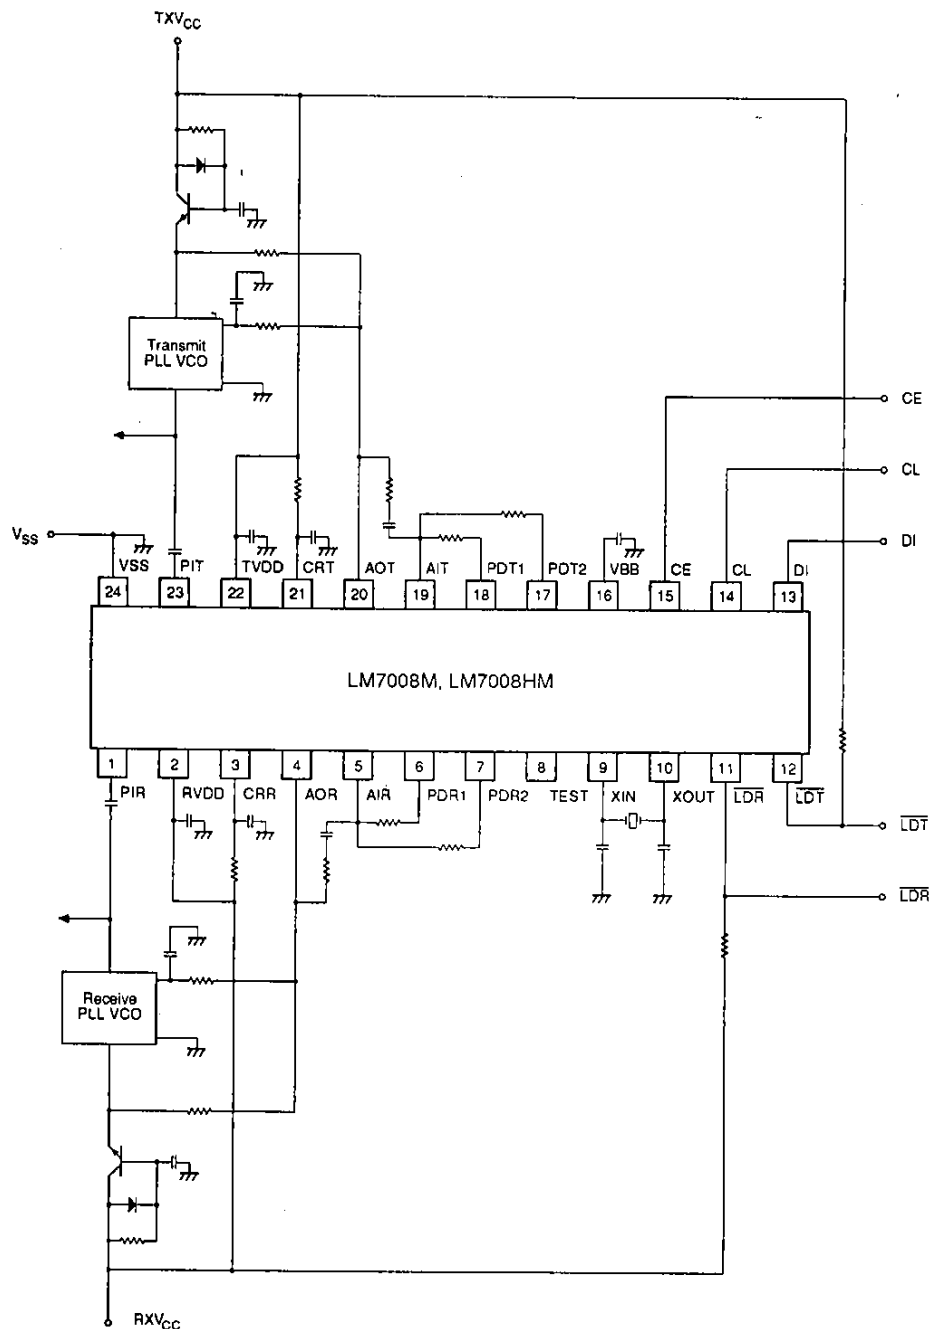 TXVCC
Transmit
PLL VCO
CE
CL
DI
VSS
VSS
PIT
TVDD
CRT
AOT
AIT
PDT1
PDT2
VBB
CE
CL
DI
24
23
22
21
20
19
18
17
16
15
14
13
LM7008M, LM7008HM
1
2
3
4
5
6
7
8
9
10
11
12
PIR
RVDD
CRR
AOR
AIR
PDR1
PDR2
TEST
XIN
XOUT
LDR
LDT
LDT
LDR
Receive
PLL VCO
RXVCC